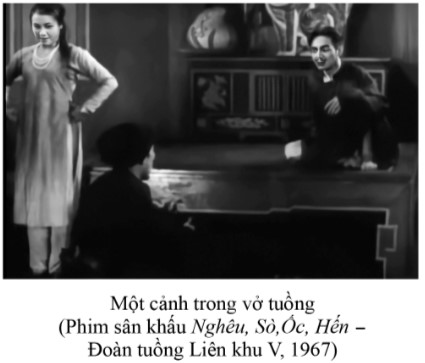 Một cảnh trong vở tuồng
(Phim sân khấu Nghêu, Sò,Ốc, Hến –
Đoàn tuồng Liên khu V, 1967)